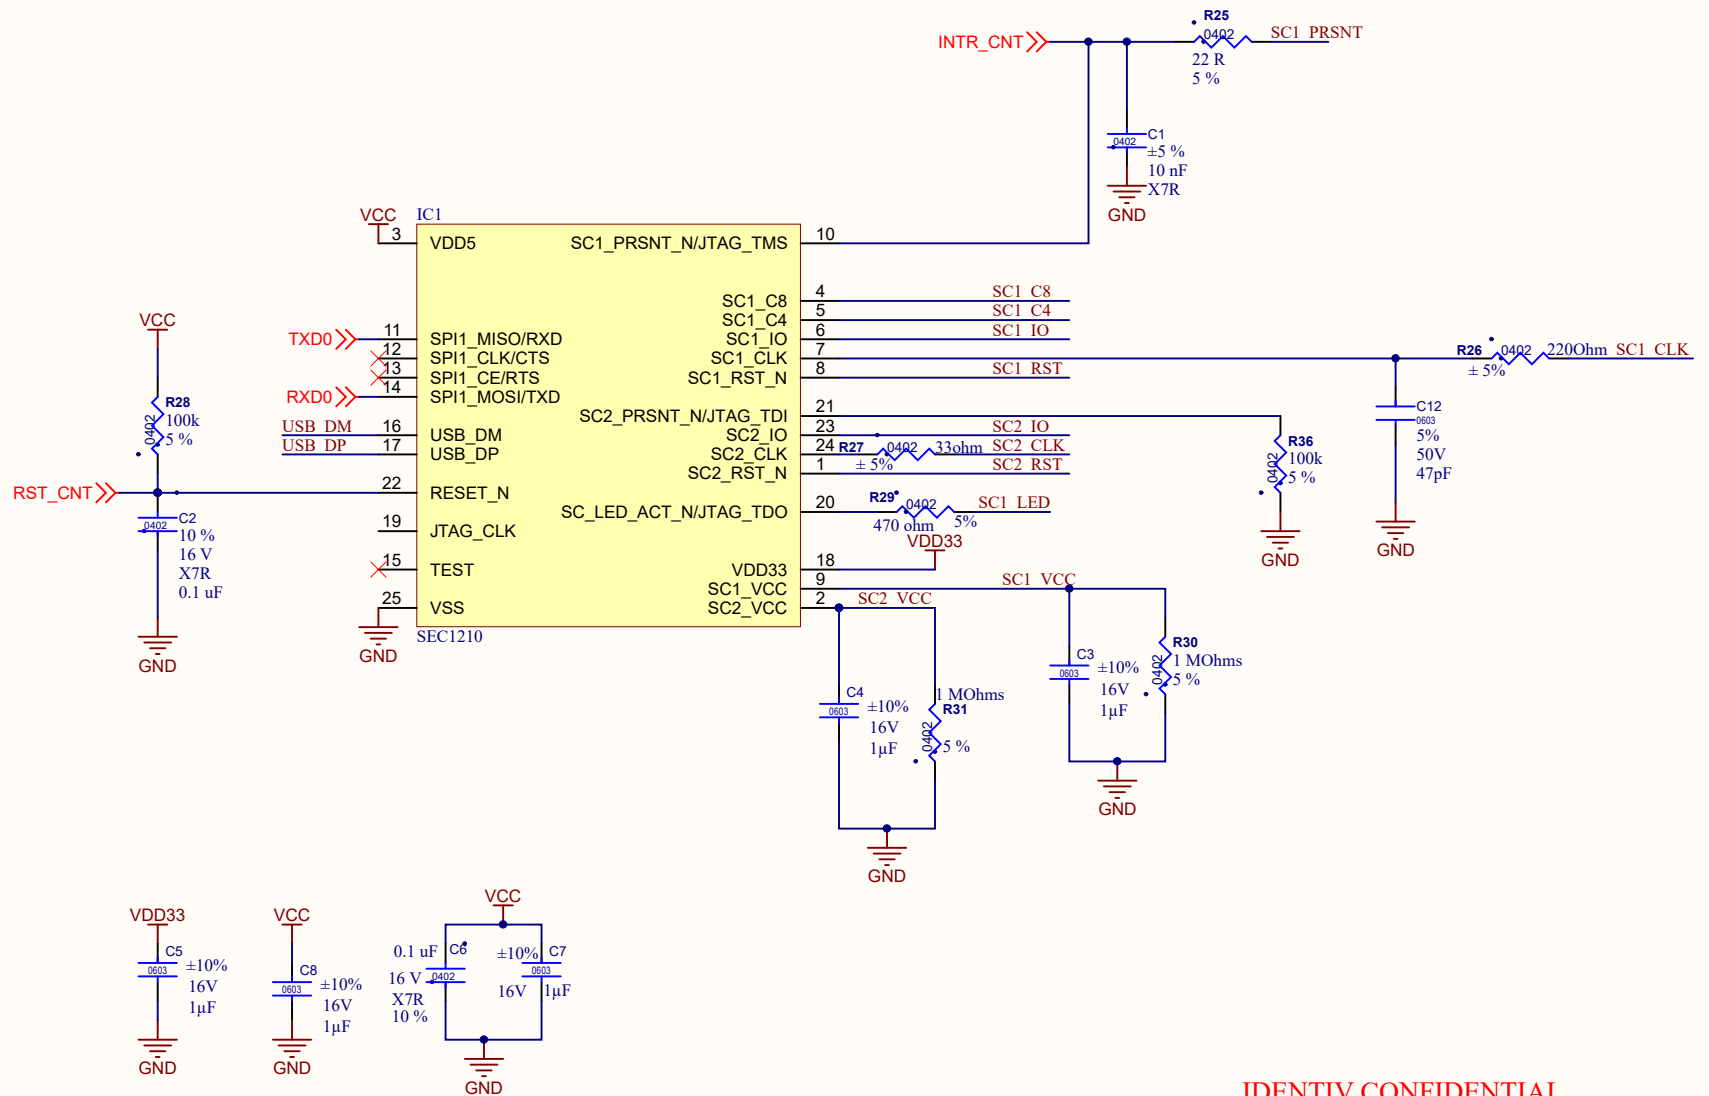 R25
INTR_CNT
0402
SC1_PRSNT
22 R
5 %
C1
0402
±5 %
10 nF
X7R
GND
VCC
IC1
3
VDD5
SC1_PRSNT_N/JTAG_TMS
10
SC1_C8
4
SC1_C8
SC1_C4
5
SC1_C4
VCC
TXD0
11
SPI1_MISO/RXD
SC1_IO
6
SC1_IO
12
SPI1_CLK/CTS
SC1_CLK
7
R26
0402
220Ohm
SC1_CLK
± 5%
13
SPI1_CE/RTS
SC1_RST_N
8
SC1_RST
RXD0
14
SPI1_MOSI/TXD
R28
100k
0402
5 %
SC2_PRSNT_N/JTAG_TDI
21
C12
0603
5%
50V
47pF
GND
USB_DM
16
USB_DM
SC2_IO
23
SC2_IO
R36
100k
0402
5 %
GND
USB_DP
17
USB_DP
SC2_CLK
24
R27
0402
33ohm
SC2_CLK
± 5%
SC2_RST_N
1
SC2_RST
RST_CNT
22
RESET_N
SC_LED_ACT_N/JTAG_TDO
20
R29
0402
SC1_LED
470 ohm
5%
C2
0402
10 %
16 V
X7R
0.1 uF
GND
19
JTAG_CLK
VDD33
15
TEST
VDD33
18
SC1_VCC
9
SC1_VCC
25
VSS
SC2_VCC
2
SC2_VCC
GND
SEC1210
C3
0603
±10%
16V
1µF
R30
1 MOhms
0402
5 %
GND
C4
0603
±10%
16V
1µF
1 MOhms
R31
0402
5 %
GND
VDD33
C5
0603
±10%
16V
1µF
GND
VCC
C8
0603
±10%
16V
1µF
GND
VCC
0.1 uF
C6
0402
16 V
X7R
10 %
±10%
C7
0603
16V
1µF
GND
IDENTIV CONFIDENTIAL